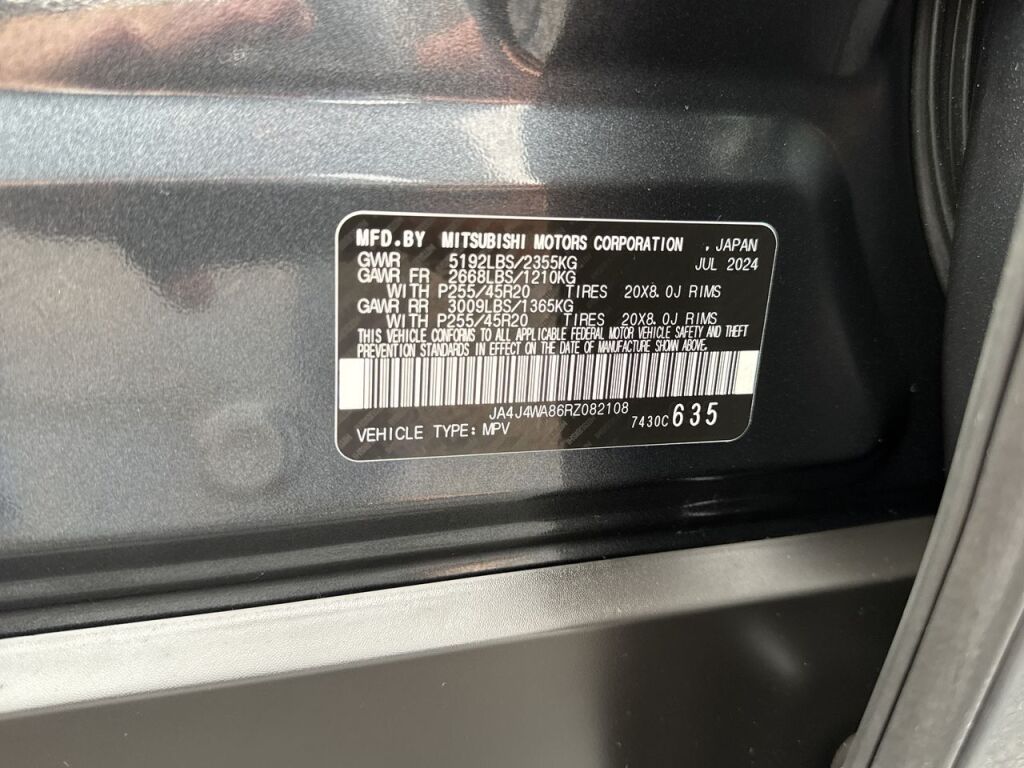 MFD.BY MITSUBISHI MOTORS CORPORATION , JAPAN
GVWR 5192LBS/2355KG JUL 2024
GAWR FR 2668LBS/1210KG
WITH P255/45R20 TIRES 20X8.0J RIMS
GAWR RR 3009LBS/1365KG
WITH P255/45R20 TIRES 20X8.0J RIMS
THIS VEHICLE CONFORMS TO ALL APPLICABLE FEDERAL MOTOR VEHICLE SAFETY AND THEFT
PREVENTION STANDARDS IN EFFECT ON THE DATE OF MANUFACTURE SHOWN ABOVE.
JA4J4WA86RZ082108
VEHICLE TYPE: MPV 7430C 635